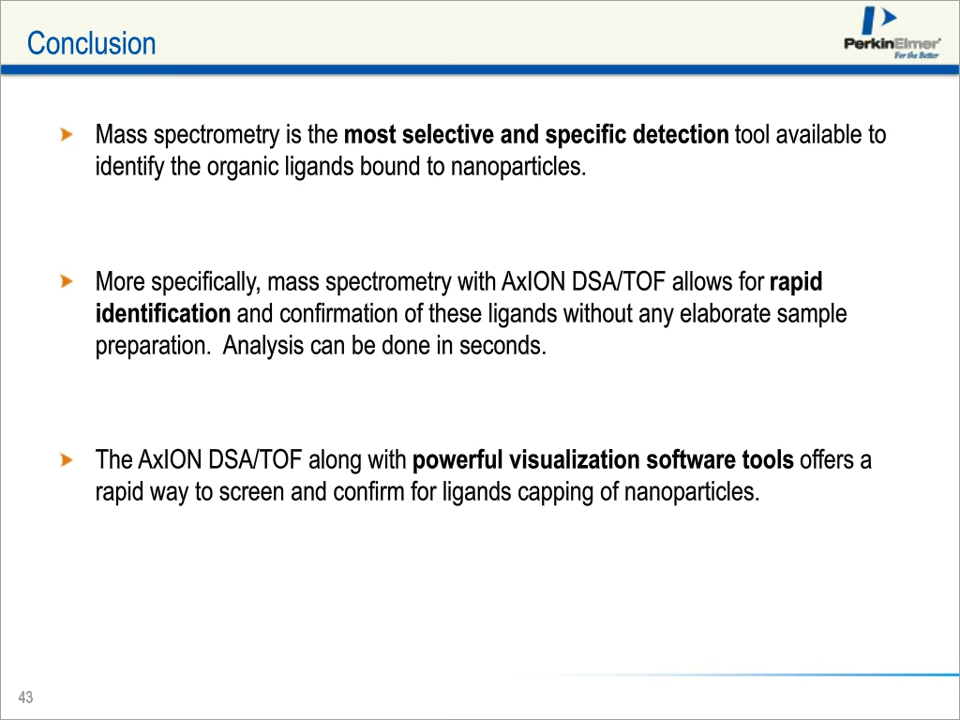 Conclusion
PerkinElmer
For the Better
Mass spectrometry is the most selective and specific detection tool available to
identify the organic ligands bound to nanoparticles.
More specifically, mass spectrometry with AxION DSA/TOF allows for rapid
identification and confirmation of these ligands without any elaborate sample
preparation.  Analysis can be done in seconds.
The AxION DSA/TOF along with powerful visualization software tools offers a
rapid way to screen and confirm for ligands capping of nanoparticles.
43